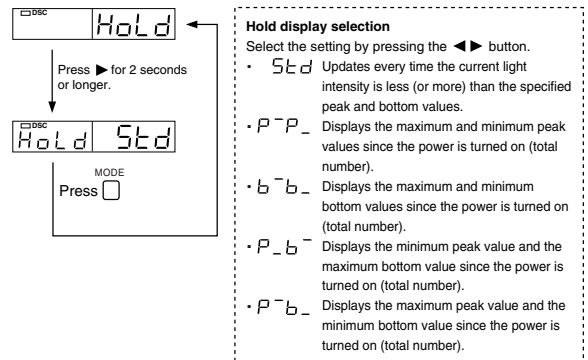 DSC
HoLd
Press ▶ for 2 seconds
or longer.
DSC
HoLd Std
MODE
Press
Hold display selection
Select the setting by pressing the ◀▶ button.
· Std Updates every time the current light
intensity is less (or more) than the specified
peak and bottom values.
· P‾P_ Displays the maximum and minimum peak
values since the power is turned on (total
number).
· b‾b_ Displays the maximum and minimum
bottom values since the power is turned on
(total number).
· P_b‾ Displays the minimum peak value and the
maximum bottom value since the power is
turned on (total number).
· P‾b_ Displays the maximum peak value and the
minimum bottom value since the power is
turned on (total number).